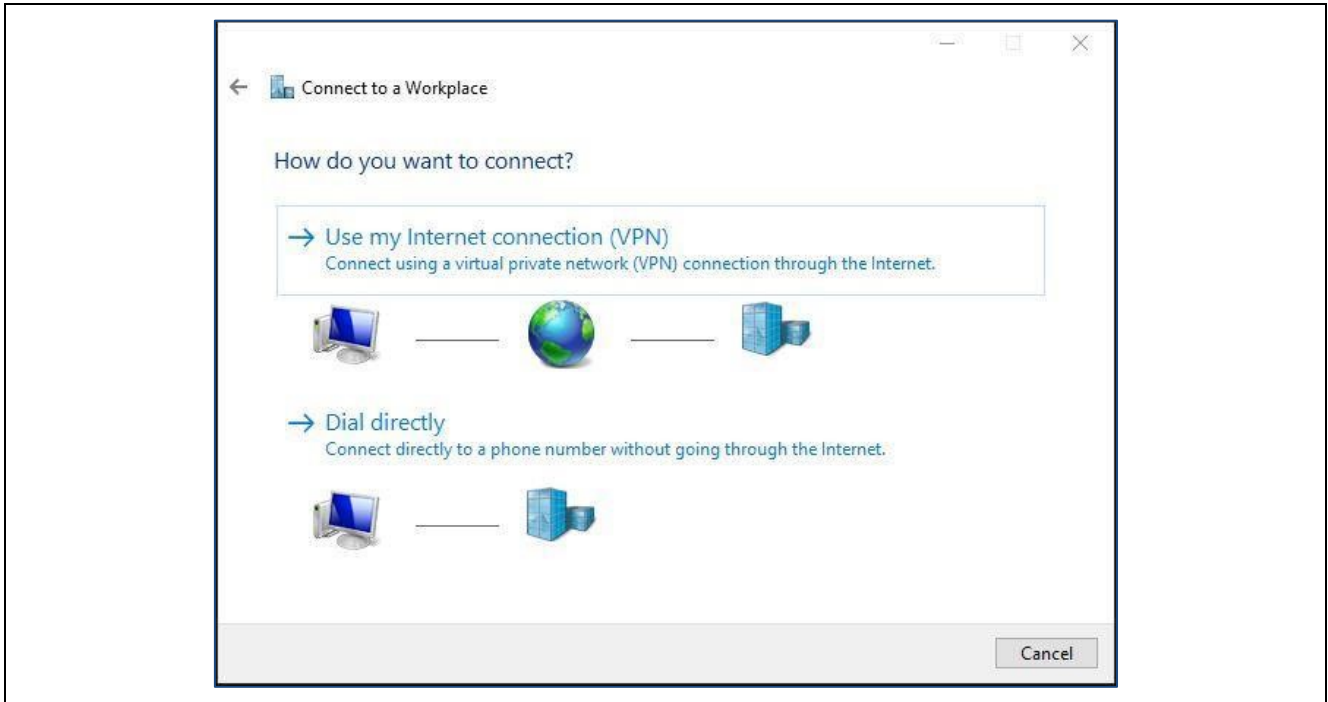 Connect to a Workplace
How do you want to connect?
Use my Internet connection (VPN)
Connect using a virtual private network (VPN) connection through the Internet.
Dial directly
Connect directly to a phone number without going through the Internet.
Cancel